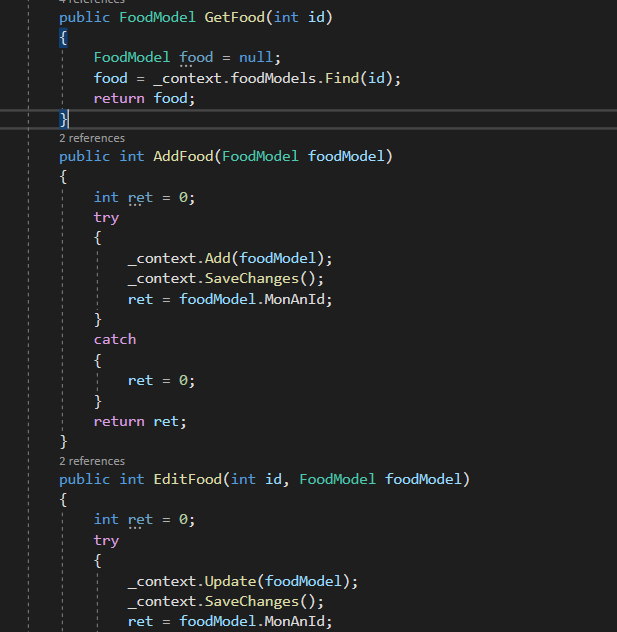 4 references
public FoodModel GetFood(int id)
{
FoodModel food = null;
food = _context.foodModels.Find(id);
return food;
}
2 references
public int AddFood(FoodModel foodModel)
{
int ret = 0;
try
{
_context.Add(foodModel);
_context.SaveChanges();
ret = foodModel.MonAnId;
}
catch
{
ret = 0;
}
return ret;
}
2 references
public int EditFood(int id, FoodModel foodModel)
{
int ret = 0;
try
{
_context.Update(foodModel);
_context.SaveChanges();
ret = foodModel.MonAnId;